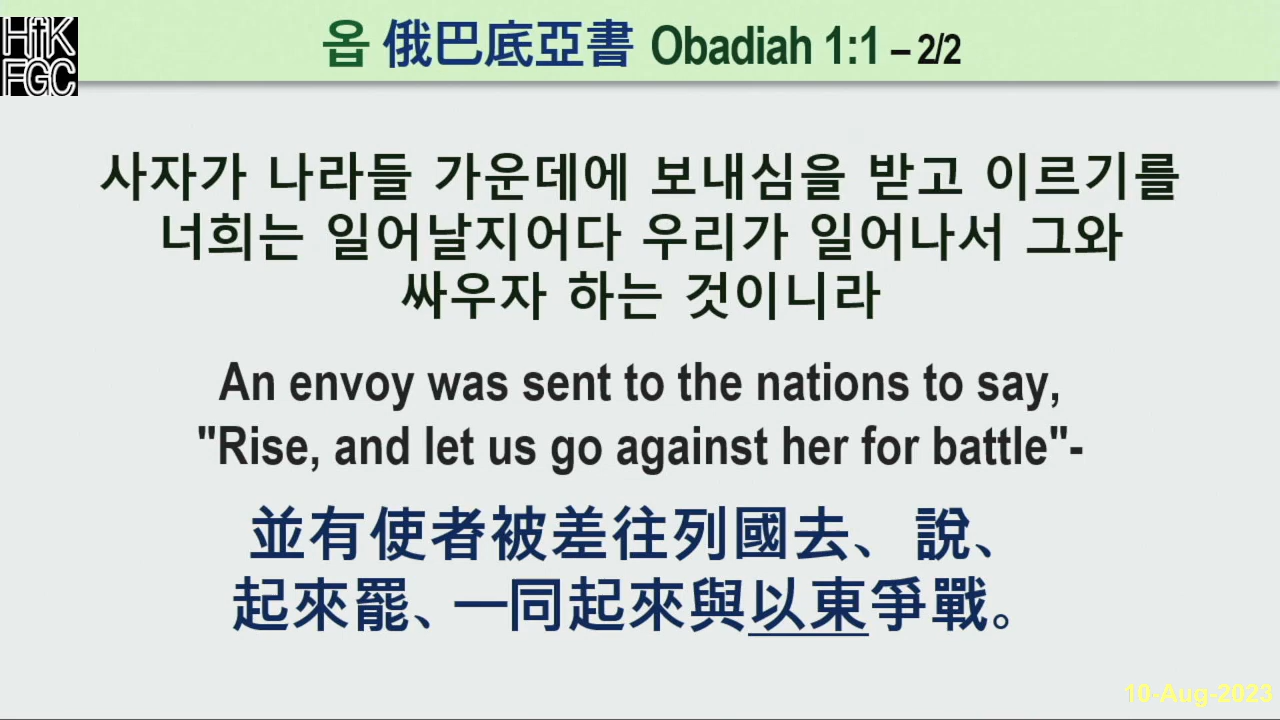 HfK
FGC
옵 俄巴底亞書 Obadiah 1:1 – 2/2
사자가 나라들 가운데에 보내심을 받고 이르기를
너희는 일어날지어다 우리가 일어나서 그와
싸우자 하는 것이니라
An envoy was sent to the nations to say,
"Rise, and let us go against her for battle"-
並有使者被差往列國去、說、
起來罷、一同起來與以東爭戰。
10-Aug-2023